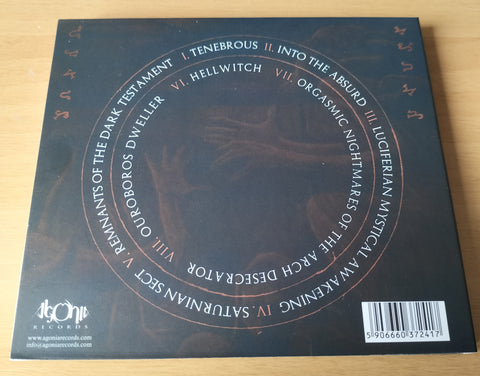 I. TENEBROUS II. INTO THE ABSURD III. LUCIFERIAN MYSTICAL AWAKENING IV. SATURNIAN SECT V. REMNANTS OF THE DARK TESTAMENT
VI. HELLWITCH VII. ORGASMIC NIGHTMARES OF THE ARCH DESECRATOR VIII. OUROBOROS DWELLER
AGONIA
RECORDS
www.agoniarecords.com
info@agoniarecords.com
5 906660 372417